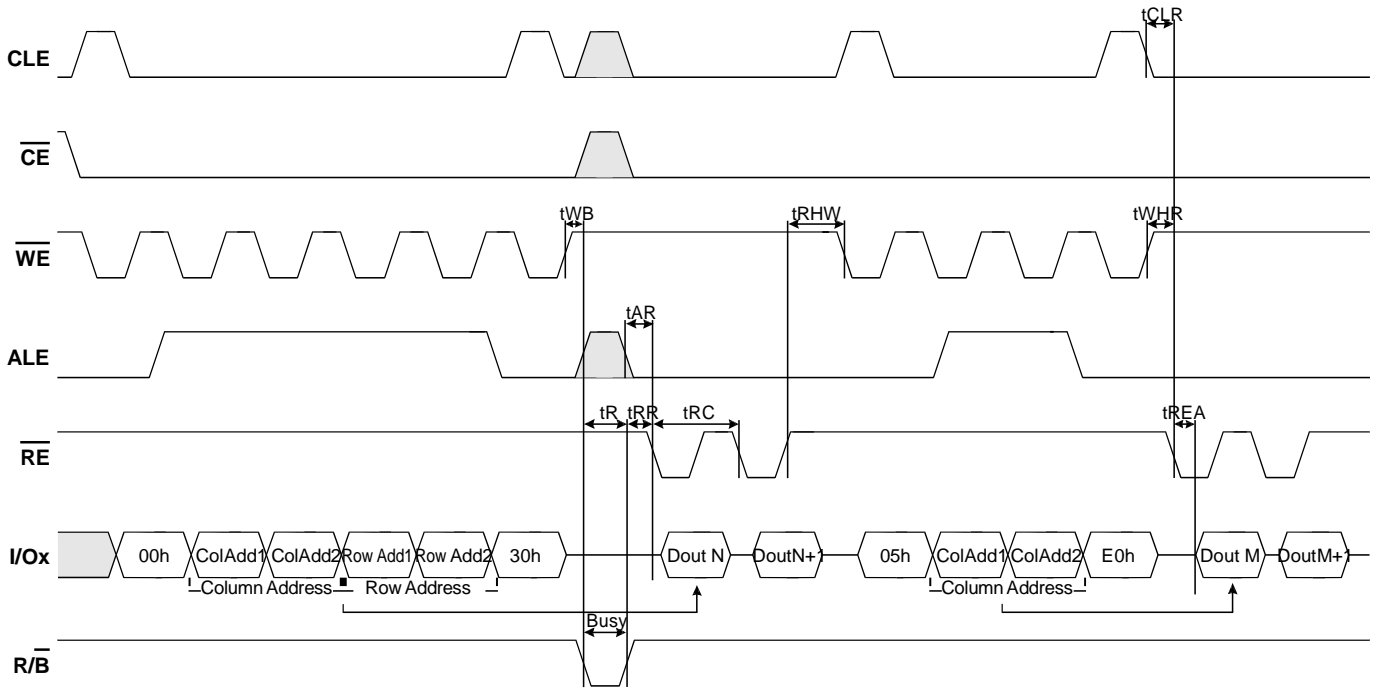 tCLR
CLE
CE
tWB
tRHW
tWHR
WE
tAR
ALE
tR
tRR
tRC
tREA
RE
I/Ox
00h
ColAdd1
ColAdd2
Row Add1
Row Add2
30h
Dout N
DoutN+1
05h
ColAdd1
ColAdd2
E0h
Dout M
DoutM+1
Column Address
Row Address
Column Address
Busy
R/B